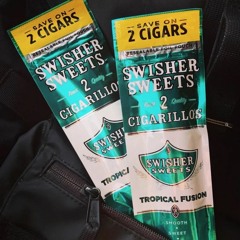 SAVE ON
2 CIGARS
SWISHER
SWEETS
2
CIGARILLOS
SWISHER
SWEETS
TROPICAL FUSION
SAVE ON
2 CIGARS
SWISHER
SWEETS
2
CIGARILLOS
SWISHER
SWEETS
TROPICAL FUSION
SMOOTH
SWEET